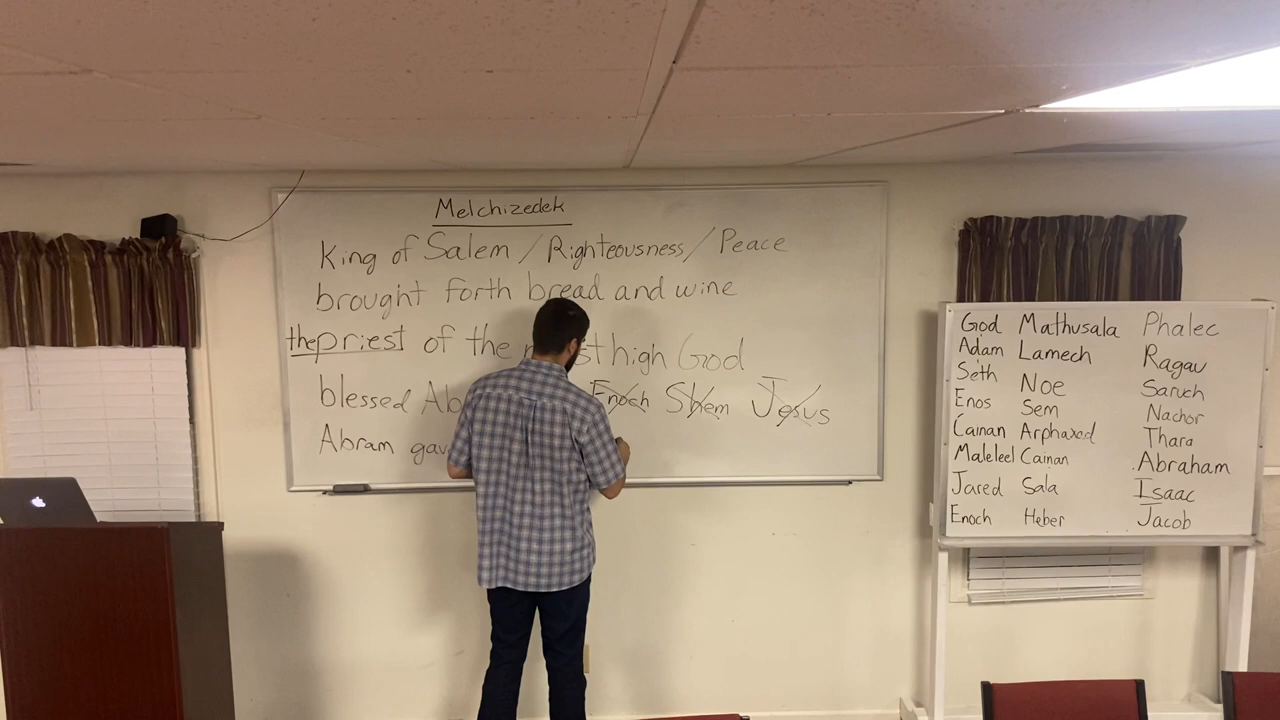 Melchizedek
King of Salem / Righteousness / Peace
brought forth bread and wine
the priest of the high God
blessed Enoch Shem Jesus
Abram
God Mathusala Phalec
Adam Lamech Ragau
Seth Noe Saruch
Enos Sem Nachor
Cainan Arphaxad Thara
Maleleel Cainan Abraham
Jared Sala Isaac
Enoch Heber Jacob